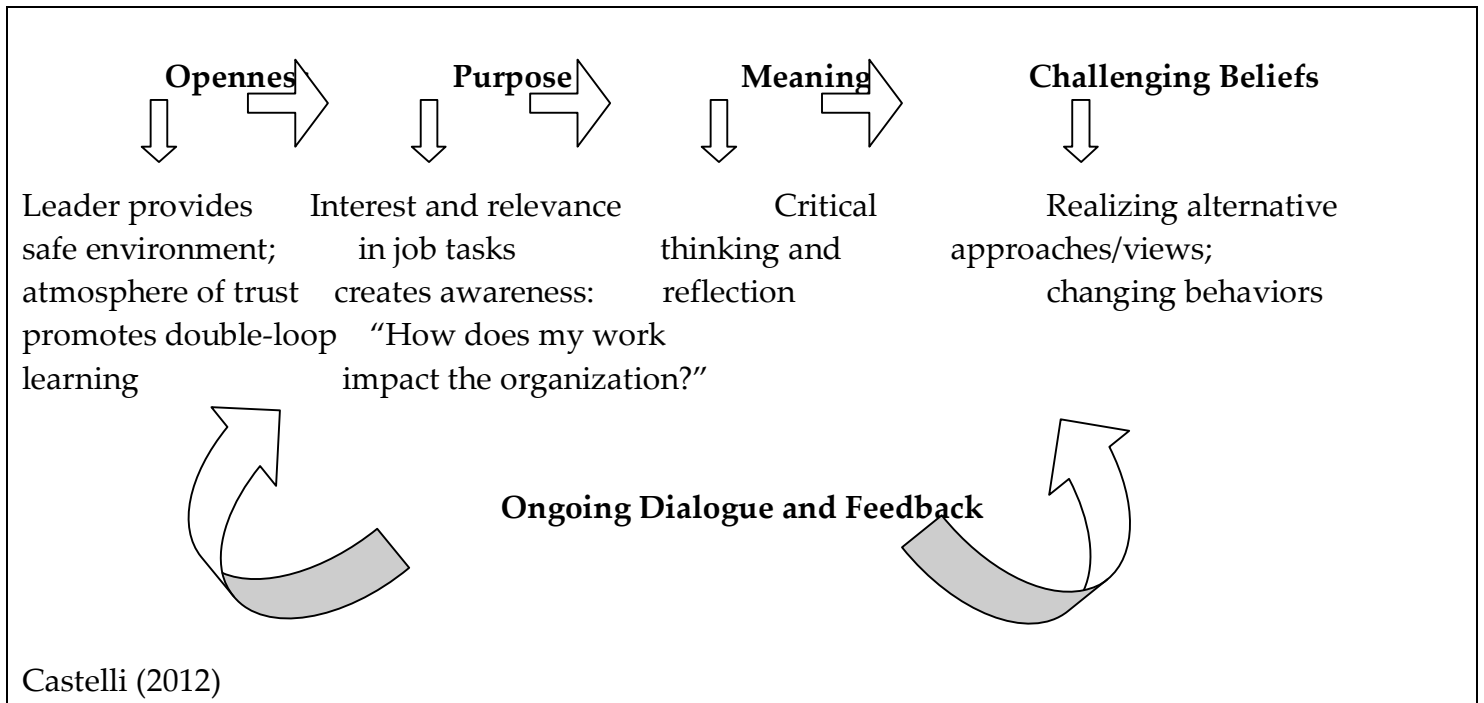 Opennes Purpose Meaning Challenging Beliefs
Leader provides
safe environment;
atmosphere of trust
promotes double-loop
learning
Interest and relevance
in job tasks
creates awareness:
“How does my work
impact the organization?”
Critical
thinking and
reflection
Realizing alternative
approaches/views;
changing behaviors
Ongoing Dialogue and Feedback
Castelli (2012)